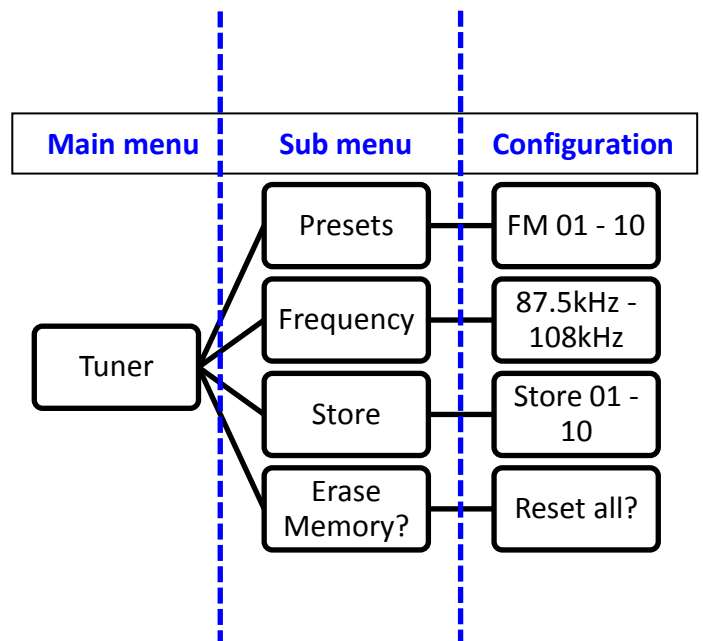 Main menu
Sub menu
Configuration
Tuner
Presets
FM 01 - 10
Frequency
87.5kHz -
108kHz
Store
Store 01 -
10
Erase
Memory?
Reset all?